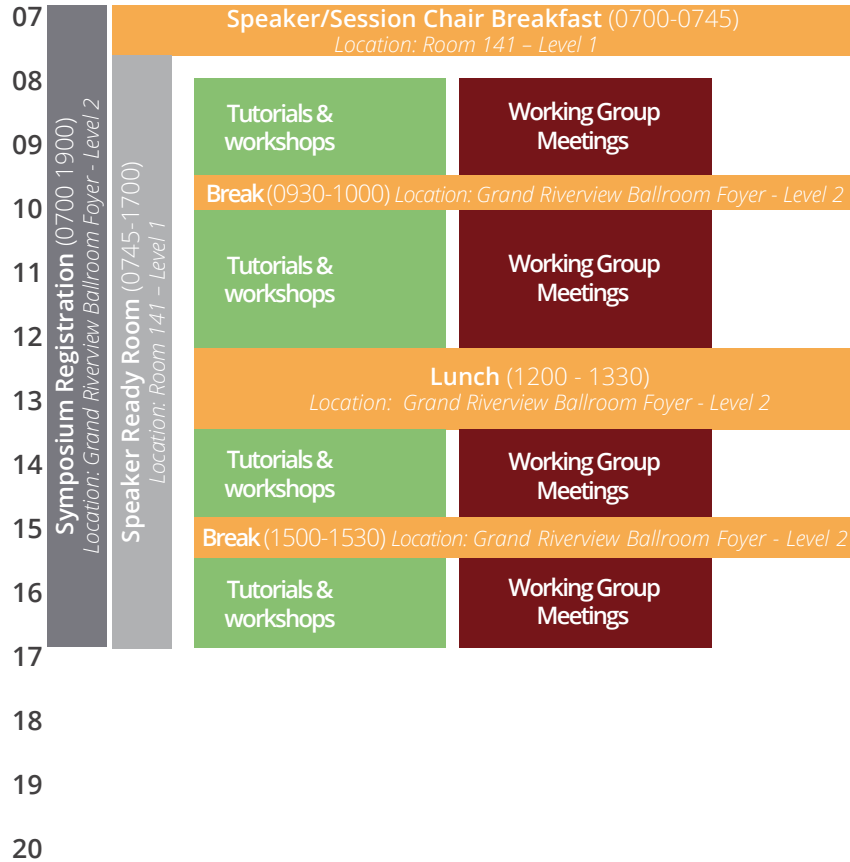 07
Speaker/Session Chair Breakfast (0700-0745)
Location: Room 141 – Level 1
Symposium Registration (0700 1900)
Location: Grand Riverview Ballroom Foyer - Level 2
Speaker Ready Room (0745-1700)
Location: Room 141 – Level 1
08
Tutorials &
workshops
Working Group
Meetings
09
Break (0930-1000) Location: Grand Riverview Ballroom Foyer - Level 2
10
Tutorials &
workshops
Working Group
Meetings
11
12
Lunch (1200 - 1330)
Location: Grand Riverview Ballroom Foyer - Level 2
13
Tutorials &
workshops
Working Group
Meetings
14
15
Break (1500-1530) Location: Grand Riverview Ballroom Foyer - Level 2
16
Tutorials &
workshops
Working Group
Meetings
17
18
19
20